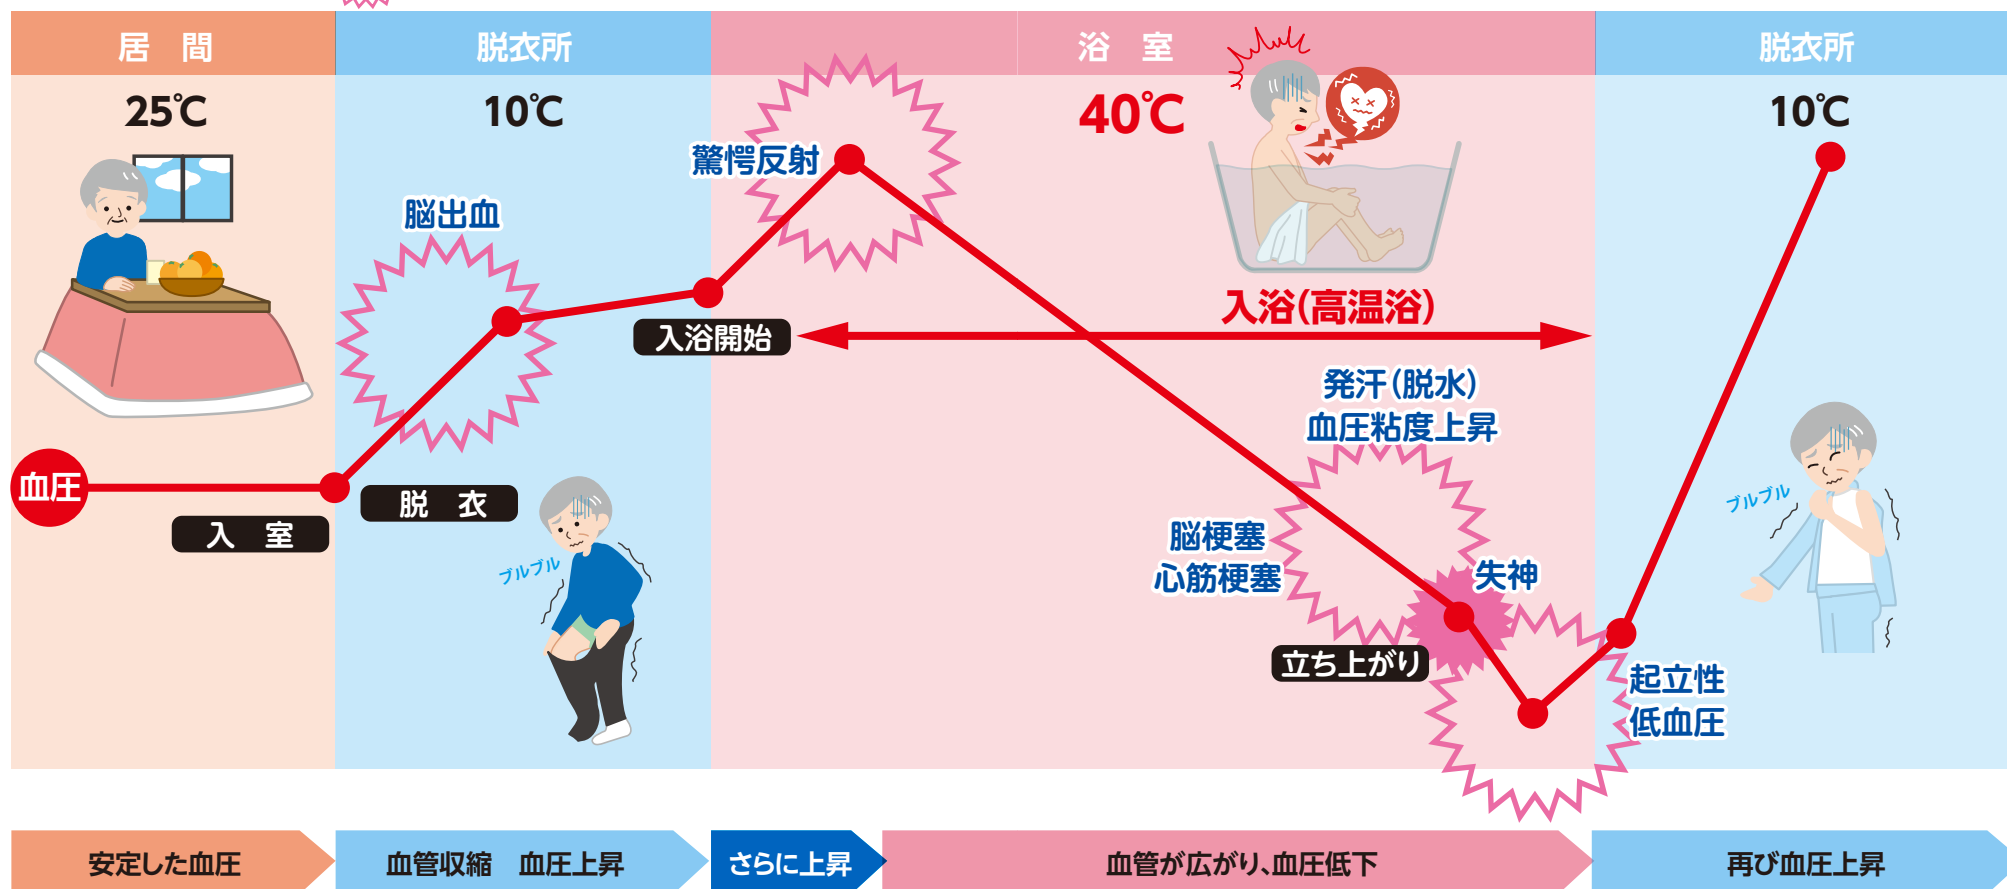 居　間
脱衣所
浴　室
脱衣所
25℃
10℃
40℃
10℃
驚愕反射
脳出血
入浴(高温浴)
入浴開始
発汗(脱水)
血圧粘度上昇
血圧
入　室
脱　衣
ブルブル
ブルブル
脳梗塞
心筋梗塞
失神
立ち上がり
起立性
低血圧
安定した血圧
血管収縮　血圧上昇
さらに上昇
血管が広がり、血圧低下
再び血圧上昇